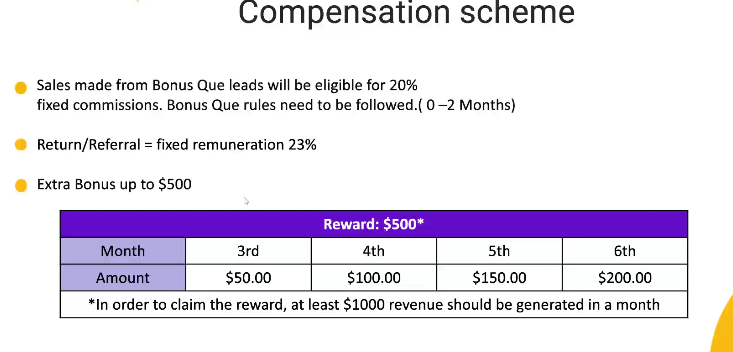 Compensation scheme
Sales made from Bonus Que leads will be eligible for 20%
fixed commissions. Bonus Que rules need to be followed.( 0 –2 Months)
Return/Referral = fixed remuneration 23%
Extra Bonus up to $500
Reward: $500*
Month 3rd 4th 5th 6th
Amount $50.00 $100.00 $150.00 $200.00
*In order to claim the reward, at least $1000 revenue should be generated in a month